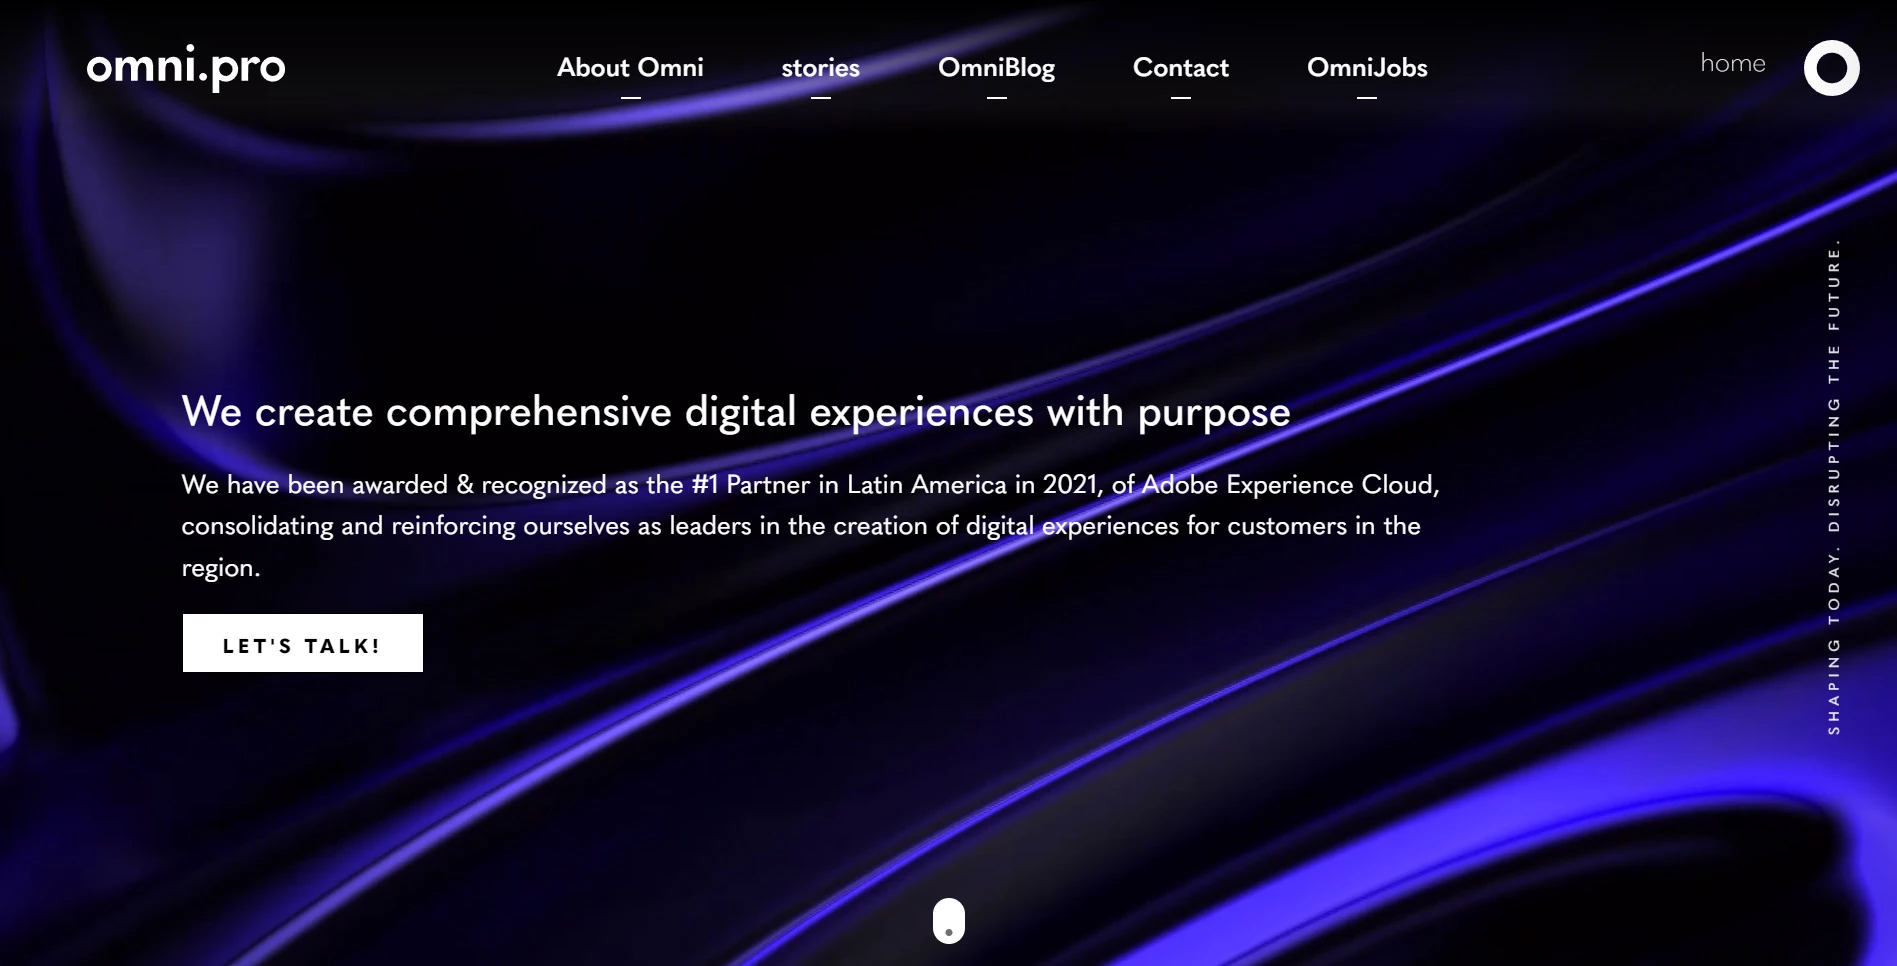 omni.pro
About Omni
stories
OmniBlog
Contact
OmniJobs
home
We create comprehensive digital experiences with purpose
We have been awarded & recognized as the #1 Partner in Latin America in 2021, of Adobe Experience Cloud,
consolidating and reinforcing ourselves as leaders in the creation of digital experiences for customers in the
region.
LET'S TALK!
SHAPING TODAY. DISRUPTING THE FUTURE.